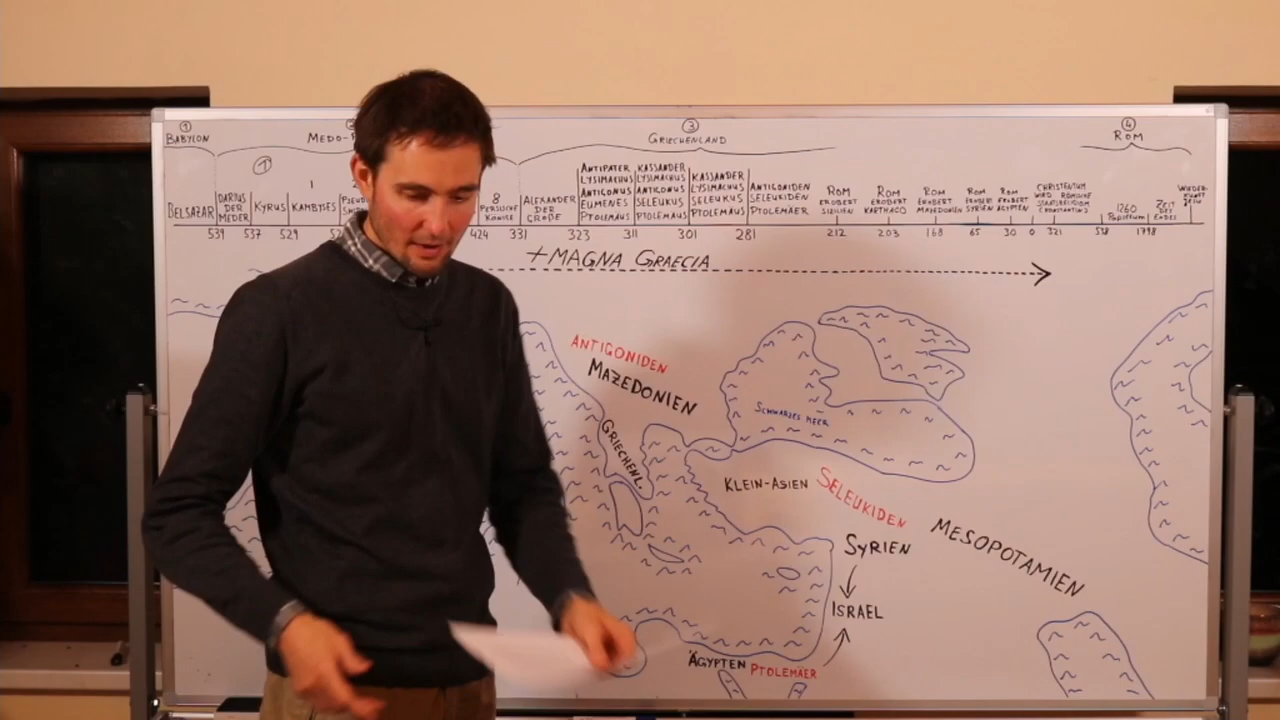 ① ③ ④
BABYLON MEDO- GRIECHENLAND ROM
BELSAZAR
DARIUS
DER
MEDER
KYRUS
KAMBYSES
8
PERSISCHE
KÖNIGE
ALEXANDER
DER
GROßE
ANTIPATER
LYSIMACHUS
ANTIGONUS
EUMENES
PTOLEMÄUS
KASSANDER
LYSIMACHUS
ANTIGONUS
SELEUKUS
PTOLEMÄUS
KASSANDER
LYSIMACHUS
SELEUKUS
PTOLEMÄUS
ANTIGONIDEN
SELEUKIDEN
PTOLEMÄER
ROM
EROBERT
SIZILIEN
ROM
EROBERT
KARTHAGO
ROM
EROBERT
MAZEDONIEN
ROM
EROBERT
SYRIEN
ROM
EROBERT
ÄGYPTEN
CHRISTENTUM
WIRD RÖMISCHE
STAATSRELIGION
1260
PAPSTTUM
ZEIT
DES
ENDES
WIEDER-
KUNFT
539 537 529 424 331 323 311 301 281 212 203 168 65 30 0 321 538 1798
+MAGNA GRAECIA
ANTIGONIDEN
MAZEDONIEN
SCHWARZES MEER
GRIECHENL.
KLEIN-ASIEN
SELEUKIDEN
MESOPOTAMIEN
SYRIEN
ISRAEL
ÄGYPTEN PTOLEMÄER